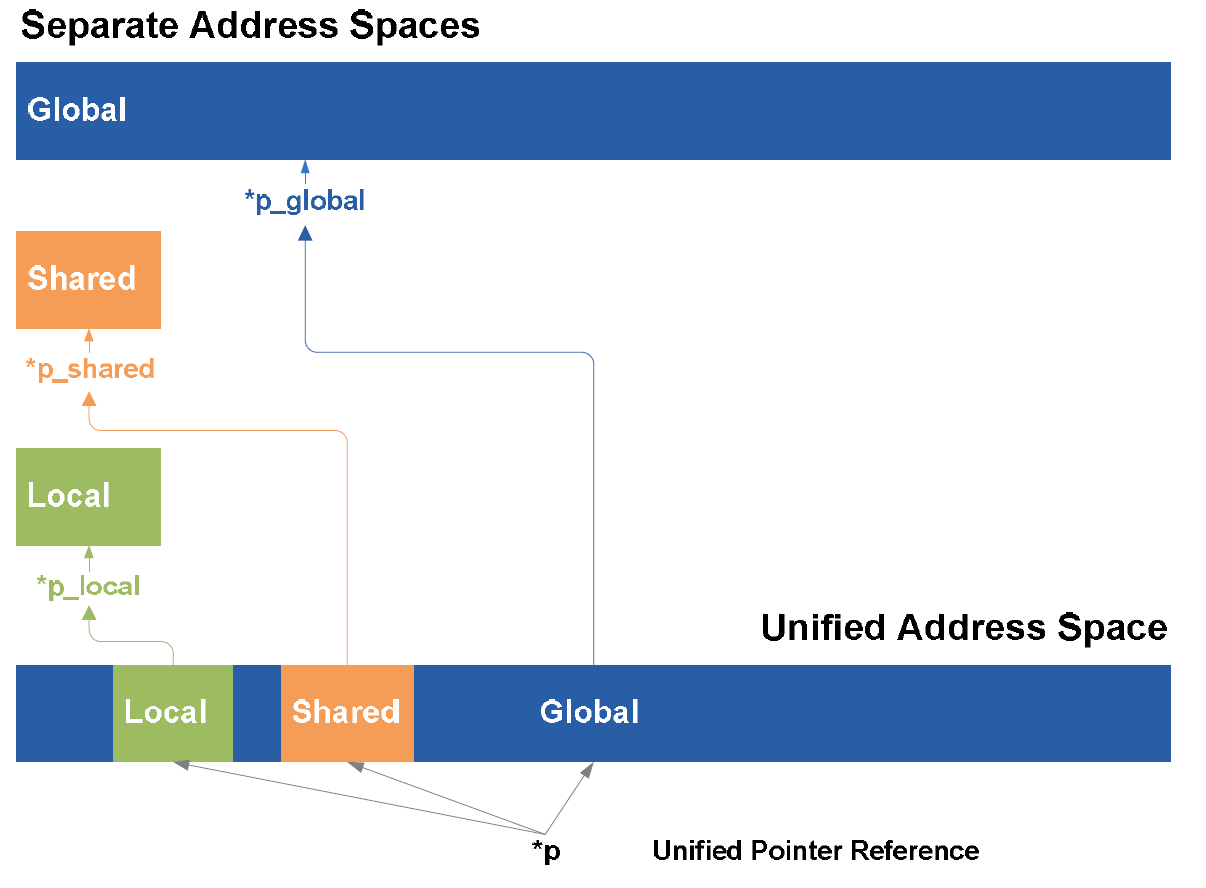 Separate Address Spaces
Global
*p_global
Shared
*p_shared
Local
*p_local
Unified Address Space
Local Shared Global
*p Unified Pointer Reference